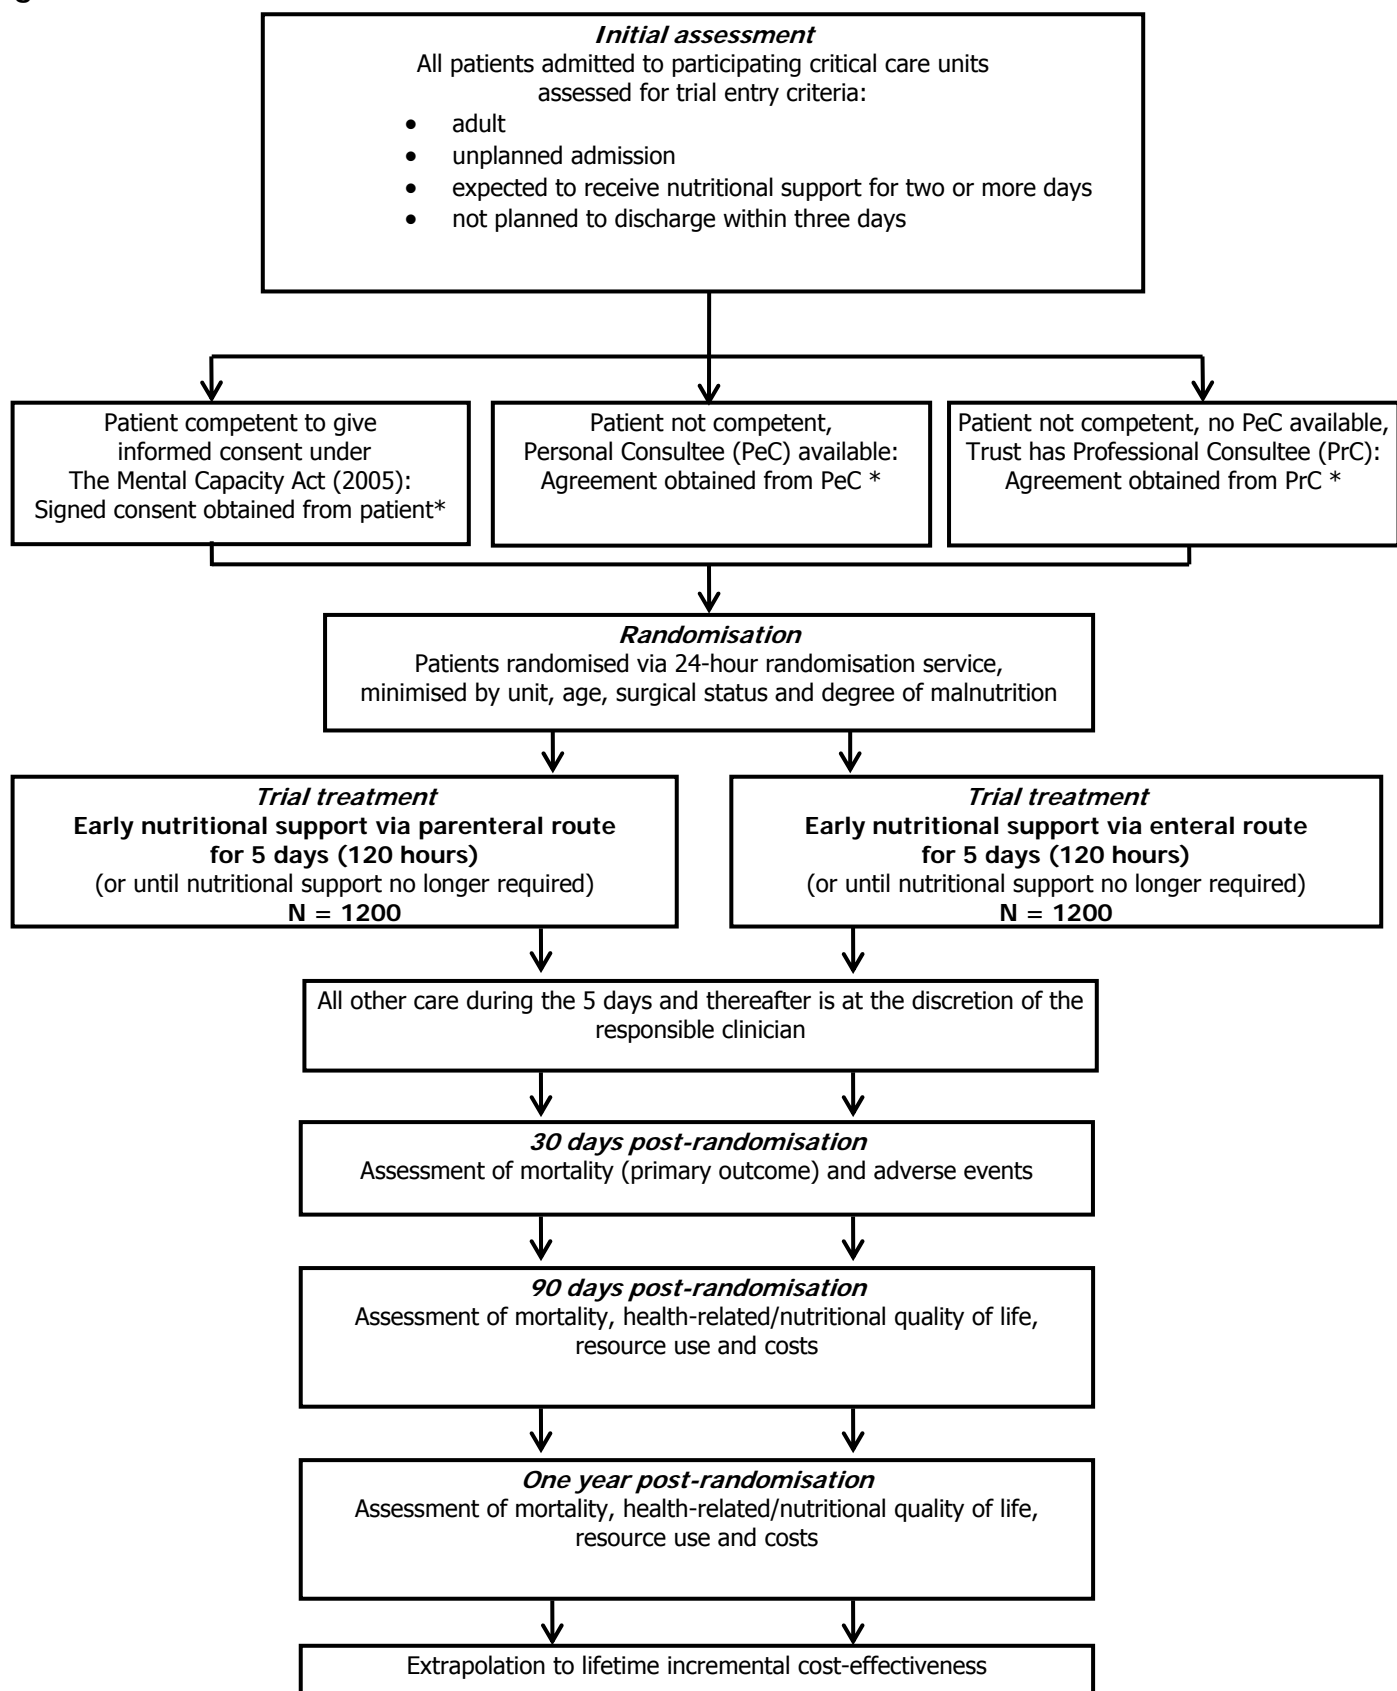 Initial assessment
All patients admitted to participating critical care units
assessed for trial entry criteria:
• adult
• unplanned admission
• expected to receive nutritional support for two or more days
• not planned to discharge within three days
Patient competent to give
informed consent under
The Mental Capacity Act (2005):
Signed consent obtained from patient*
Patient not competent,
Personal Consultee (PeC) available:
Agreement obtained from PeC *
Patient not competent, no PeC available,
Trust has Professional Consultee (PrC):
Agreement obtained from PrC *
Randomisation
Patients randomised via 24-hour randomisation service,
minimised by unit, age, surgical status and degree of malnutrition
Trial treatment
Early nutritional support via parenteral route
for 5 days (120 hours)
(or until nutritional support no longer required)
N = 1200
Trial treatment
Early nutritional support via enteral route
for 5 days (120 hours)
(or until nutritional support no longer required)
N = 1200
All other care during the 5 days and thereafter is at the discretion of the
responsible clinician
30 days post-randomisation
Assessment of mortality (primary outcome) and adverse events
90 days post-randomisation
Assessment of mortality, health-related/nutritional quality of life,
resource use and costs
One year post-randomisation
Assessment of mortality, health-related/nutritional quality of life,
resource use and costs
Extrapolation to lifetime incremental cost-effectiveness